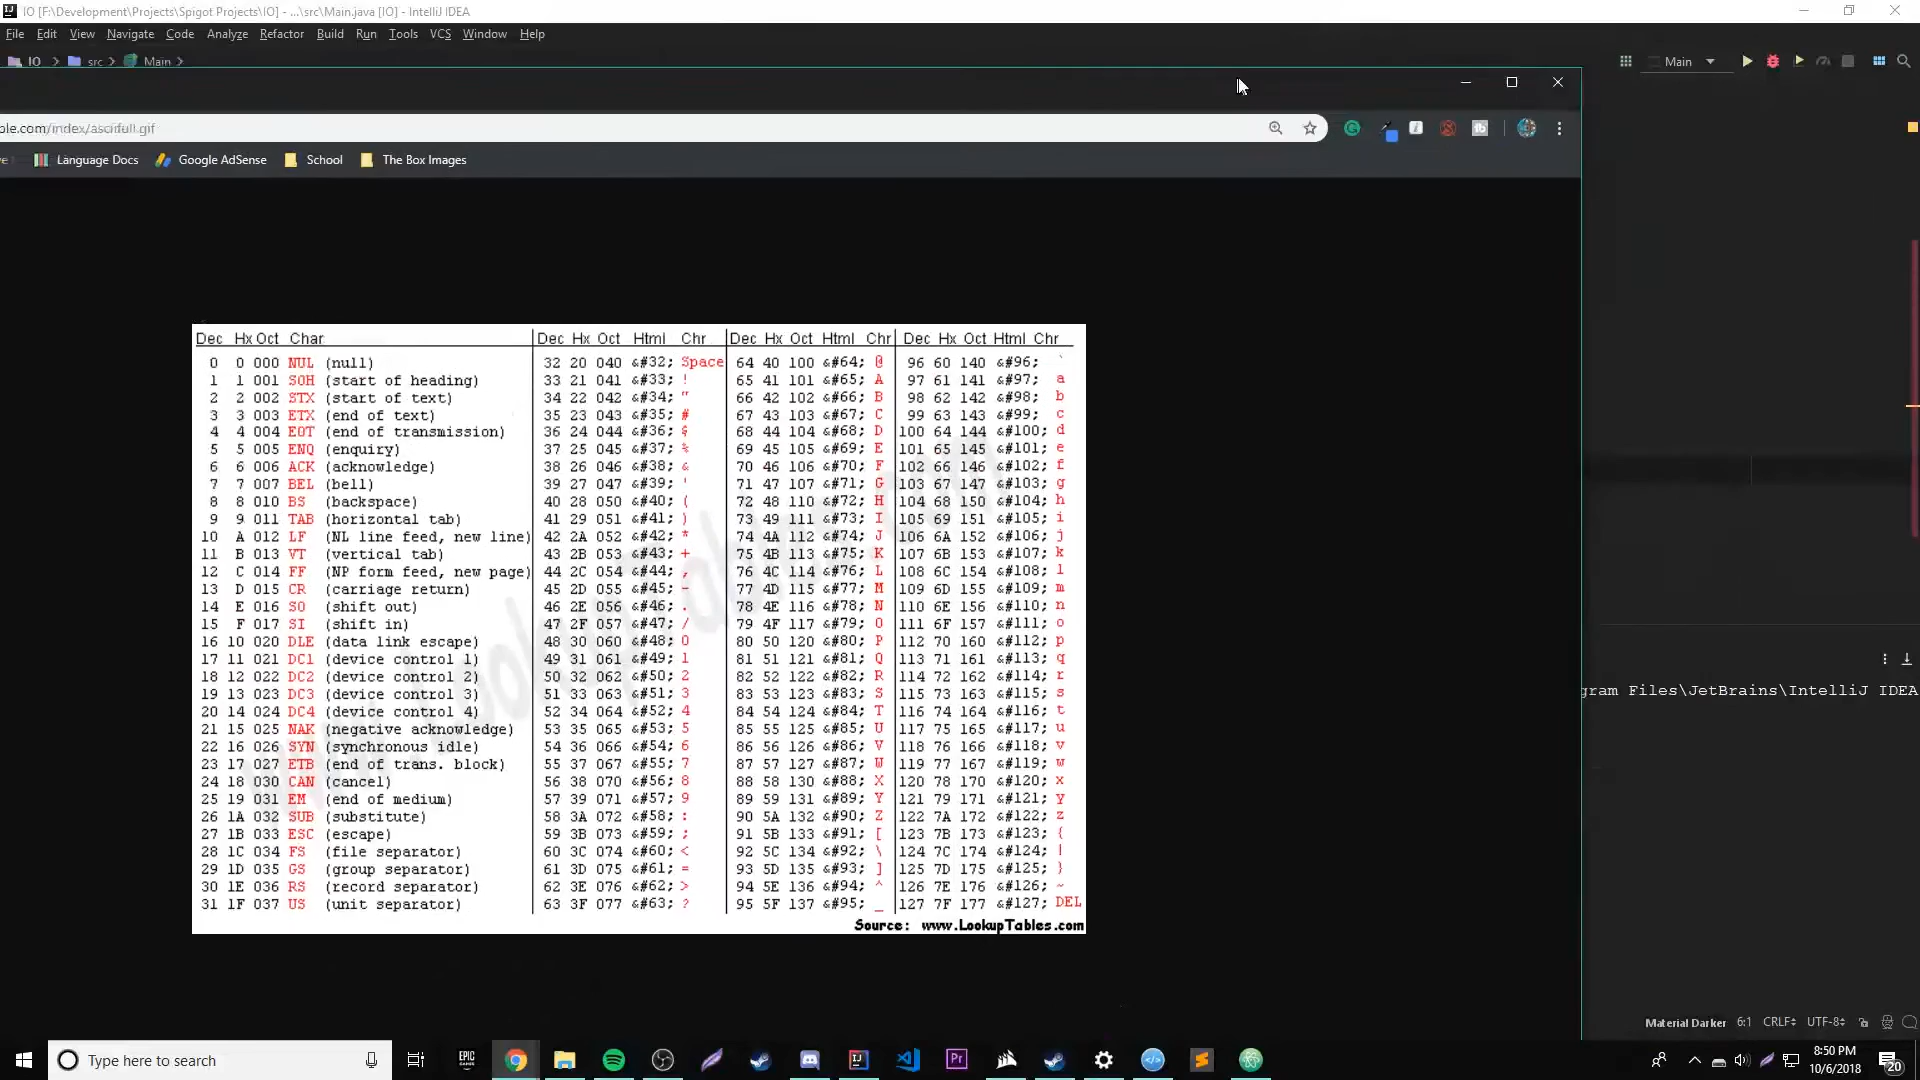 IO [F:\Development\Projects\Spigot Projects\IO] - ...\src\Main.java [IO] - IntelliJ IDEA
File Edit View Navigate Code Analyze Refactor Build Run Tools VCS Window Help
IO src Main
Main
ble.com/index/asciifull.gif
Language Docs Google AdSense School The Box Images
Dec Hx Oct Char Dec Hx Oct Html Chr Dec Hx Oct Html Chr Dec Hx Oct Html Chr
0 0 000 NUL (null) 32 20 040 &#32; Space 64 40 100 &#64; @ 96 60 140 &#96; `
1 1 001 SOH (start of heading) 33 21 041 &#33; ! 65 41 101 &#65; A 97 61 141 &#97; a
2 2 002 STX (start of text) 34 22 042 &#34; " 66 42 102 &#66; B 98 62 142 &#98; b
3 3 003 ETX (end of text) 35 23 043 &#35; # 67 43 103 &#67; C 99 63 143 &#99; c
4 4 004 EOT (end of transmission) 36 24 044 &#36; $ 68 44 104 &#68; D 100 64 144 &#100; d
5 5 005 ENQ (enquiry) 37 25 045 &#37; % 69 45 105 &#69; E 101 65 145 &#101; e
6 6 006 ACK (acknowledge) 38 26 046 &#38; & 70 46 106 &#70; F 102 66 146 &#102; f
7 7 007 BEL (bell) 39 27 047 &#39; ' 71 47 107 &#71; G 103 67 147 &#103; g
8 8 010 BS (backspace) 40 28 050 &#40; ( 72 48 110 &#72; H 104 68 150 &#104; h
9 9 011 TAB (horizontal tab) 41 29 051 &#41; ) 73 49 111 &#73; I 105 69 151 &#105; i
10 A 012 LF (NL line feed, new line) 42 2A 052 &#42; * 74 4A 112 &#74; J 106 6A 152 &#106; j
11 B 013 VT (vertical tab) 43 2B 053 &#43; + 75 4B 113 &#75; K 107 6B 153 &#107; k
12 C 014 FF (NP form feed, new page) 44 2C 054 &#44; , 76 4C 114 &#76; L 108 6C 154 &#108; l
13 D 015 CR (carriage return) 45 2D 055 &#45; - 77 4D 115 &#77; M 109 6D 155 &#109; m
14 E 016 SO (shift out) 46 2E 056 &#46; . 78 4E 116 &#78; N 110 6E 156 &#110; n
15 F 017 SI (shift in) 47 2F 057 &#47; / 79 4F 117 &#79; O 111 6F 157 &#111; o
16 10 020 DLE (data link escape) 48 30 060 &#48; 0 80 50 120 &#80; P 112 70 160 &#112; p
17 11 021 DC1 (device control 1) 49 31 061 &#49; 1 81 51 121 &#81; Q 113 71 161 &#113; q
18 12 022 DC2 (device control 2) 50 32 062 &#50; 2 82 52 122 &#82; R 114 72 162 &#114; r
19 13 023 DC3 (device control 3) 51 33 063 &#51; 3 83 53 123 &#83; S 115 73 163 &#115; s
20 14 024 DC4 (device control 4) 52 34 064 &#52; 4 84 54 124 &#84; T 116 74 164 &#116; t
21 15 025 NAK (negative acknowledge) 53 35 065 &#53; 5 85 55 125 &#85; U 117 75 165 &#117; u
22 16 026 SYN (synchronous idle) 54 36 066 &#54; 6 86 56 126 &#86; V 118 76 166 &#118; v
23 17 027 ETB (end of trans. block) 55 37 067 &#55; 7 87 57 127 &#87; W 119 77 167 &#119; w
24 18 030 CAN (cancel) 56 38 070 &#56; 8 88 58 130 &#88; X 120 78 170 &#120; x
25 19 031 EM (end of medium) 57 39 071 &#57; 9 89 59 131 &#89; Y 121 79 171 &#121; y
26 1A 032 SUB (substitute) 58 3A 072 &#58; : 90 5A 132 &#90; Z 122 7A 172 &#122; z
27 1B 033 ESC (escape) 59 3B 073 &#59; ; 91 5B 133 &#91; [ 123 7B 173 &#123; {
28 1C 034 FS (file separator) 60 3C 074 &#60; < 92 5C 134 &#92; \ 124 7C 174 &#124; |
29 1D 035 GS (group separator) 61 3D 075 &#61; = 93 5D 135 &#93; ] 125 7D 175 &#125; }
30 1E 036 RS (record separator) 62 3E 076 &#62; > 94 5E 136 &#94; ^ 126 7E 176 &#126; ~
31 1F 037 US (unit separator) 63 3F 077 &#63; ? 95 5F 137 &#95; _ 127 7F 177 &#127; DEL
Source: www.LookupTables.com
www.LookupTables.com
gram Files\JetBrains\IntelliJ IDEA
Material Darker 6:1 CRLF UTF-8
Type here to search
EPIC GAMES
Pr
8:50 PM
10/6/2018
20